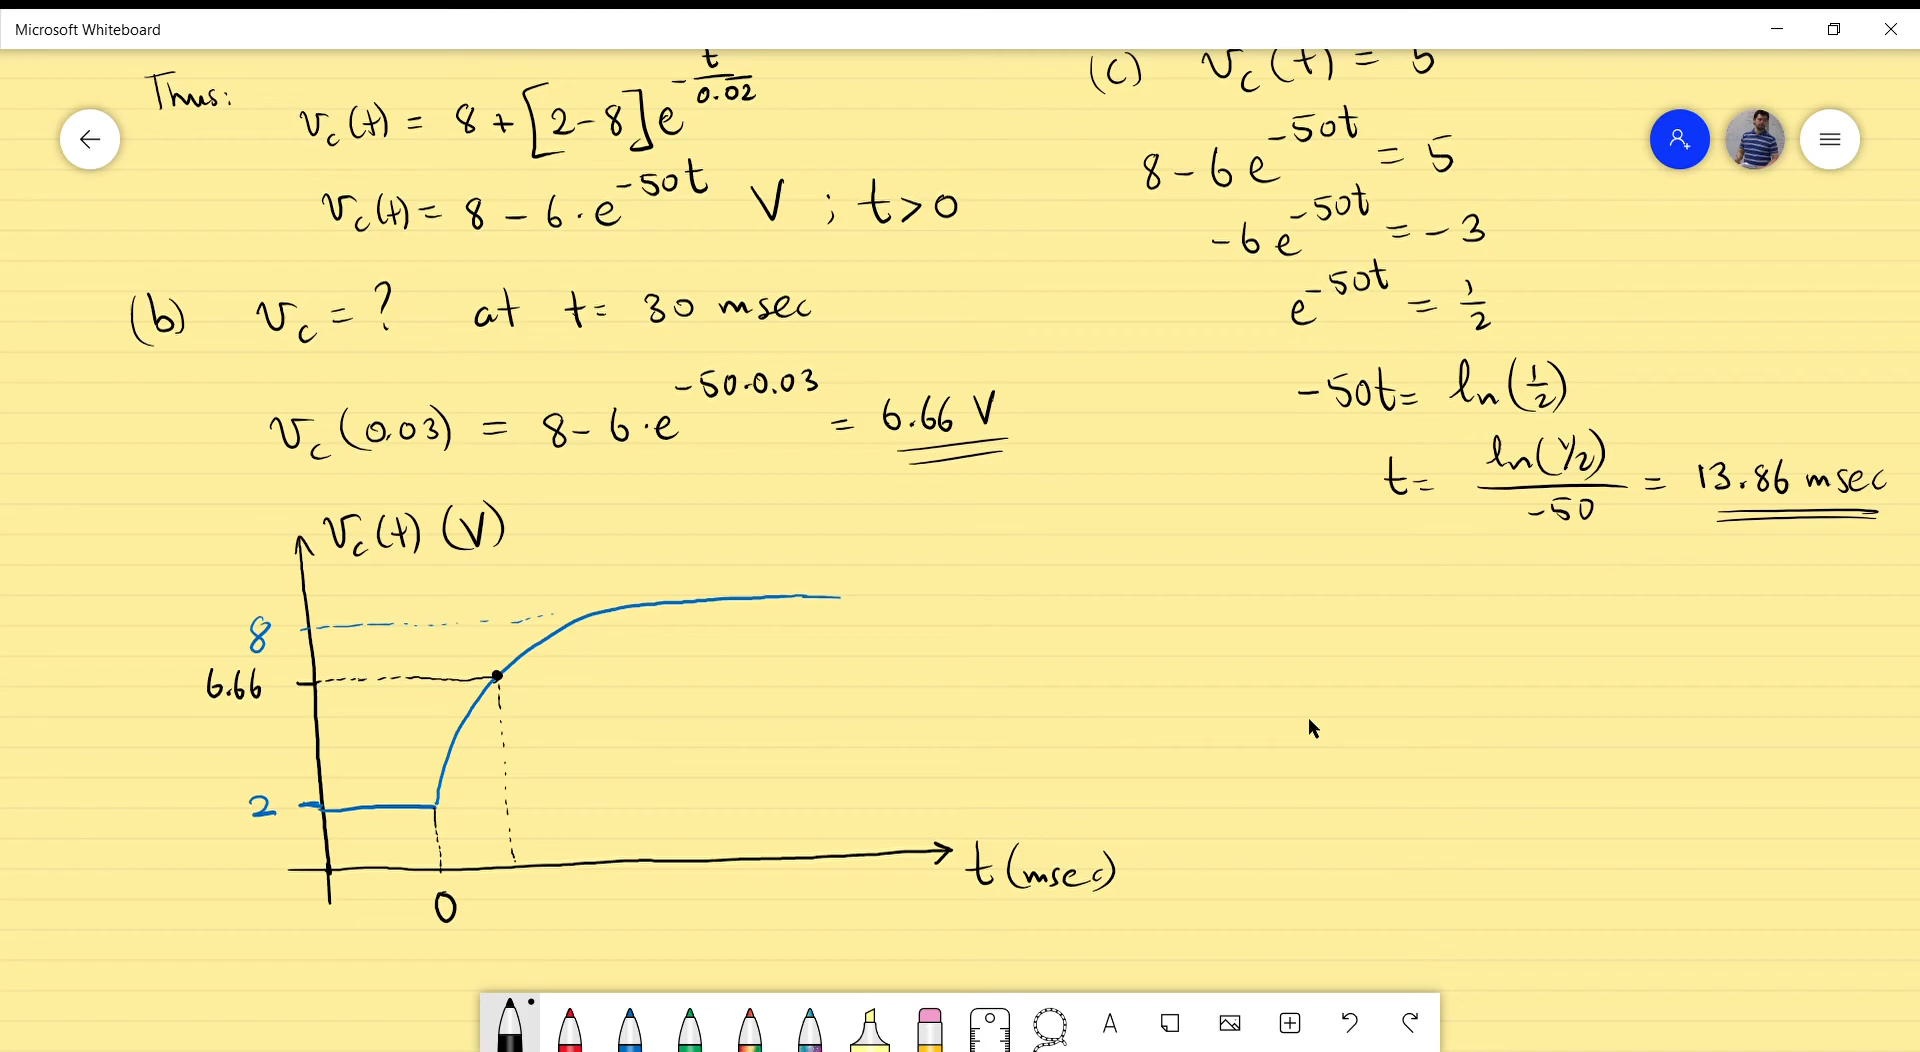 Microsoft Whiteboard
Thus:
v_c(t) = 8 + [2-8] e^{-t/0.02}
v_c(t) = 8 - 6 · e^{-50t} V ; t > 0
(b) v_c = ? at t = 30 msec
v_c(0.03) = 8 - 6 · e^{-50·0.03} = 6.66 V
v_c(t) (V)
8
6.66
2
0
t (msec)
(c) v_c(t) = 5
8 - 6 e^{-50t} = 5
-6 e^{-50t} = -3
e^{-50t} = 1/2
-50t = ln(1/2)
t = ln(1/2)/-50 = 13.86 msec
A